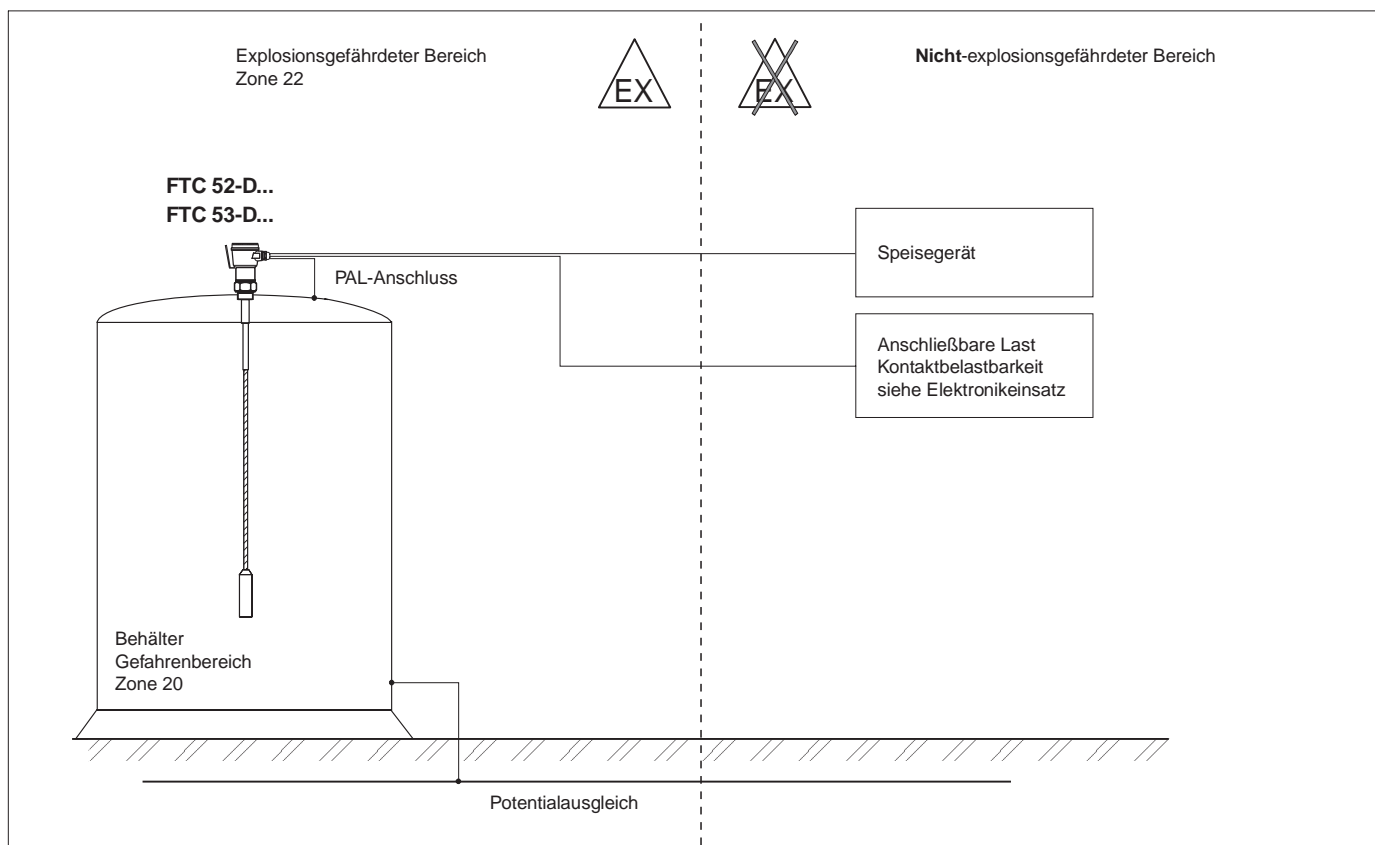 Explosionsgefährdeter Bereich
Zone 22
EX
EX
Nicht-explosionsgefährdeter Bereich
FTC 52-D...
FTC 53-D...
PAL-Anschluss
Speisegerät
Anschließbare Last
Kontaktbelastbarkeit
siehe Elektronikeinsatz
Behälter
Gefahrenbereich
Zone 20
Potentialausgleich